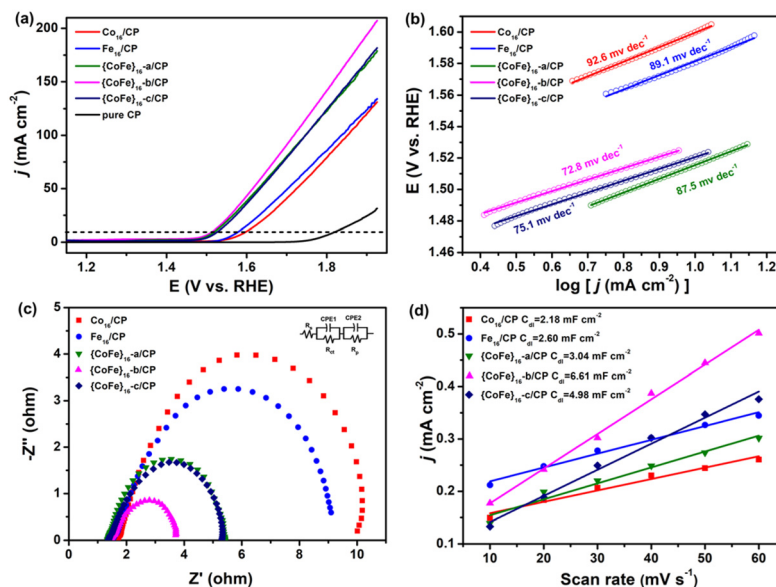 (a)
Co16/CP
Fe16/CP
{CoFe}16-a/CP
{CoFe}16-b/CP
{CoFe}16-c/CP
pure CP
200
150
100
50
0
j (mA cm-2)
1.2
1.4
1.6
1.8
E (V vs. RHE)
(b)
1.60
1.58
1.56
1.54
1.52
1.50
1.48
1.46
E (V vs. RHE)
Co16/CP
Fe16/CP
{CoFe}16-a/CP
{CoFe}16-b/CP
{CoFe}16-c/CP
92.6 mv dec-1
89.1 mv dec-1
72.8 mv dec-1
75.1 mv dec-1
87.5 mv dec-1
0.4
0.6
0.8
1.0
1.2
log [ j (mA cm-2) ]
(c)
Co16/CP
Fe16/CP
{CoFe}16-a/CP
{CoFe}16-b/CP
{CoFe}16-c/CP
CPE1
CPE2
Rs
Rct
Rp
5
4
3
2
1
0
-Z'' (ohm)
0
1
2
3
4
5
6
7
8
9
10
11
Z' (ohm)
(d)
Co16/CP Cdl=2.18 mF cm-2
Fe16/CP Cdl=2.60 mF cm-2
{CoFe}16-a/CP Cdl=3.04 mF cm-2
{CoFe}16-b/CP Cdl=6.61 mF cm-2
{CoFe}16-c/CP Cdl=4.98 mF cm-2
0.5
0.4
0.3
0.2
0.1
j (mA cm-2)
10
20
30
40
50
60
Scan rate (mV s-1)